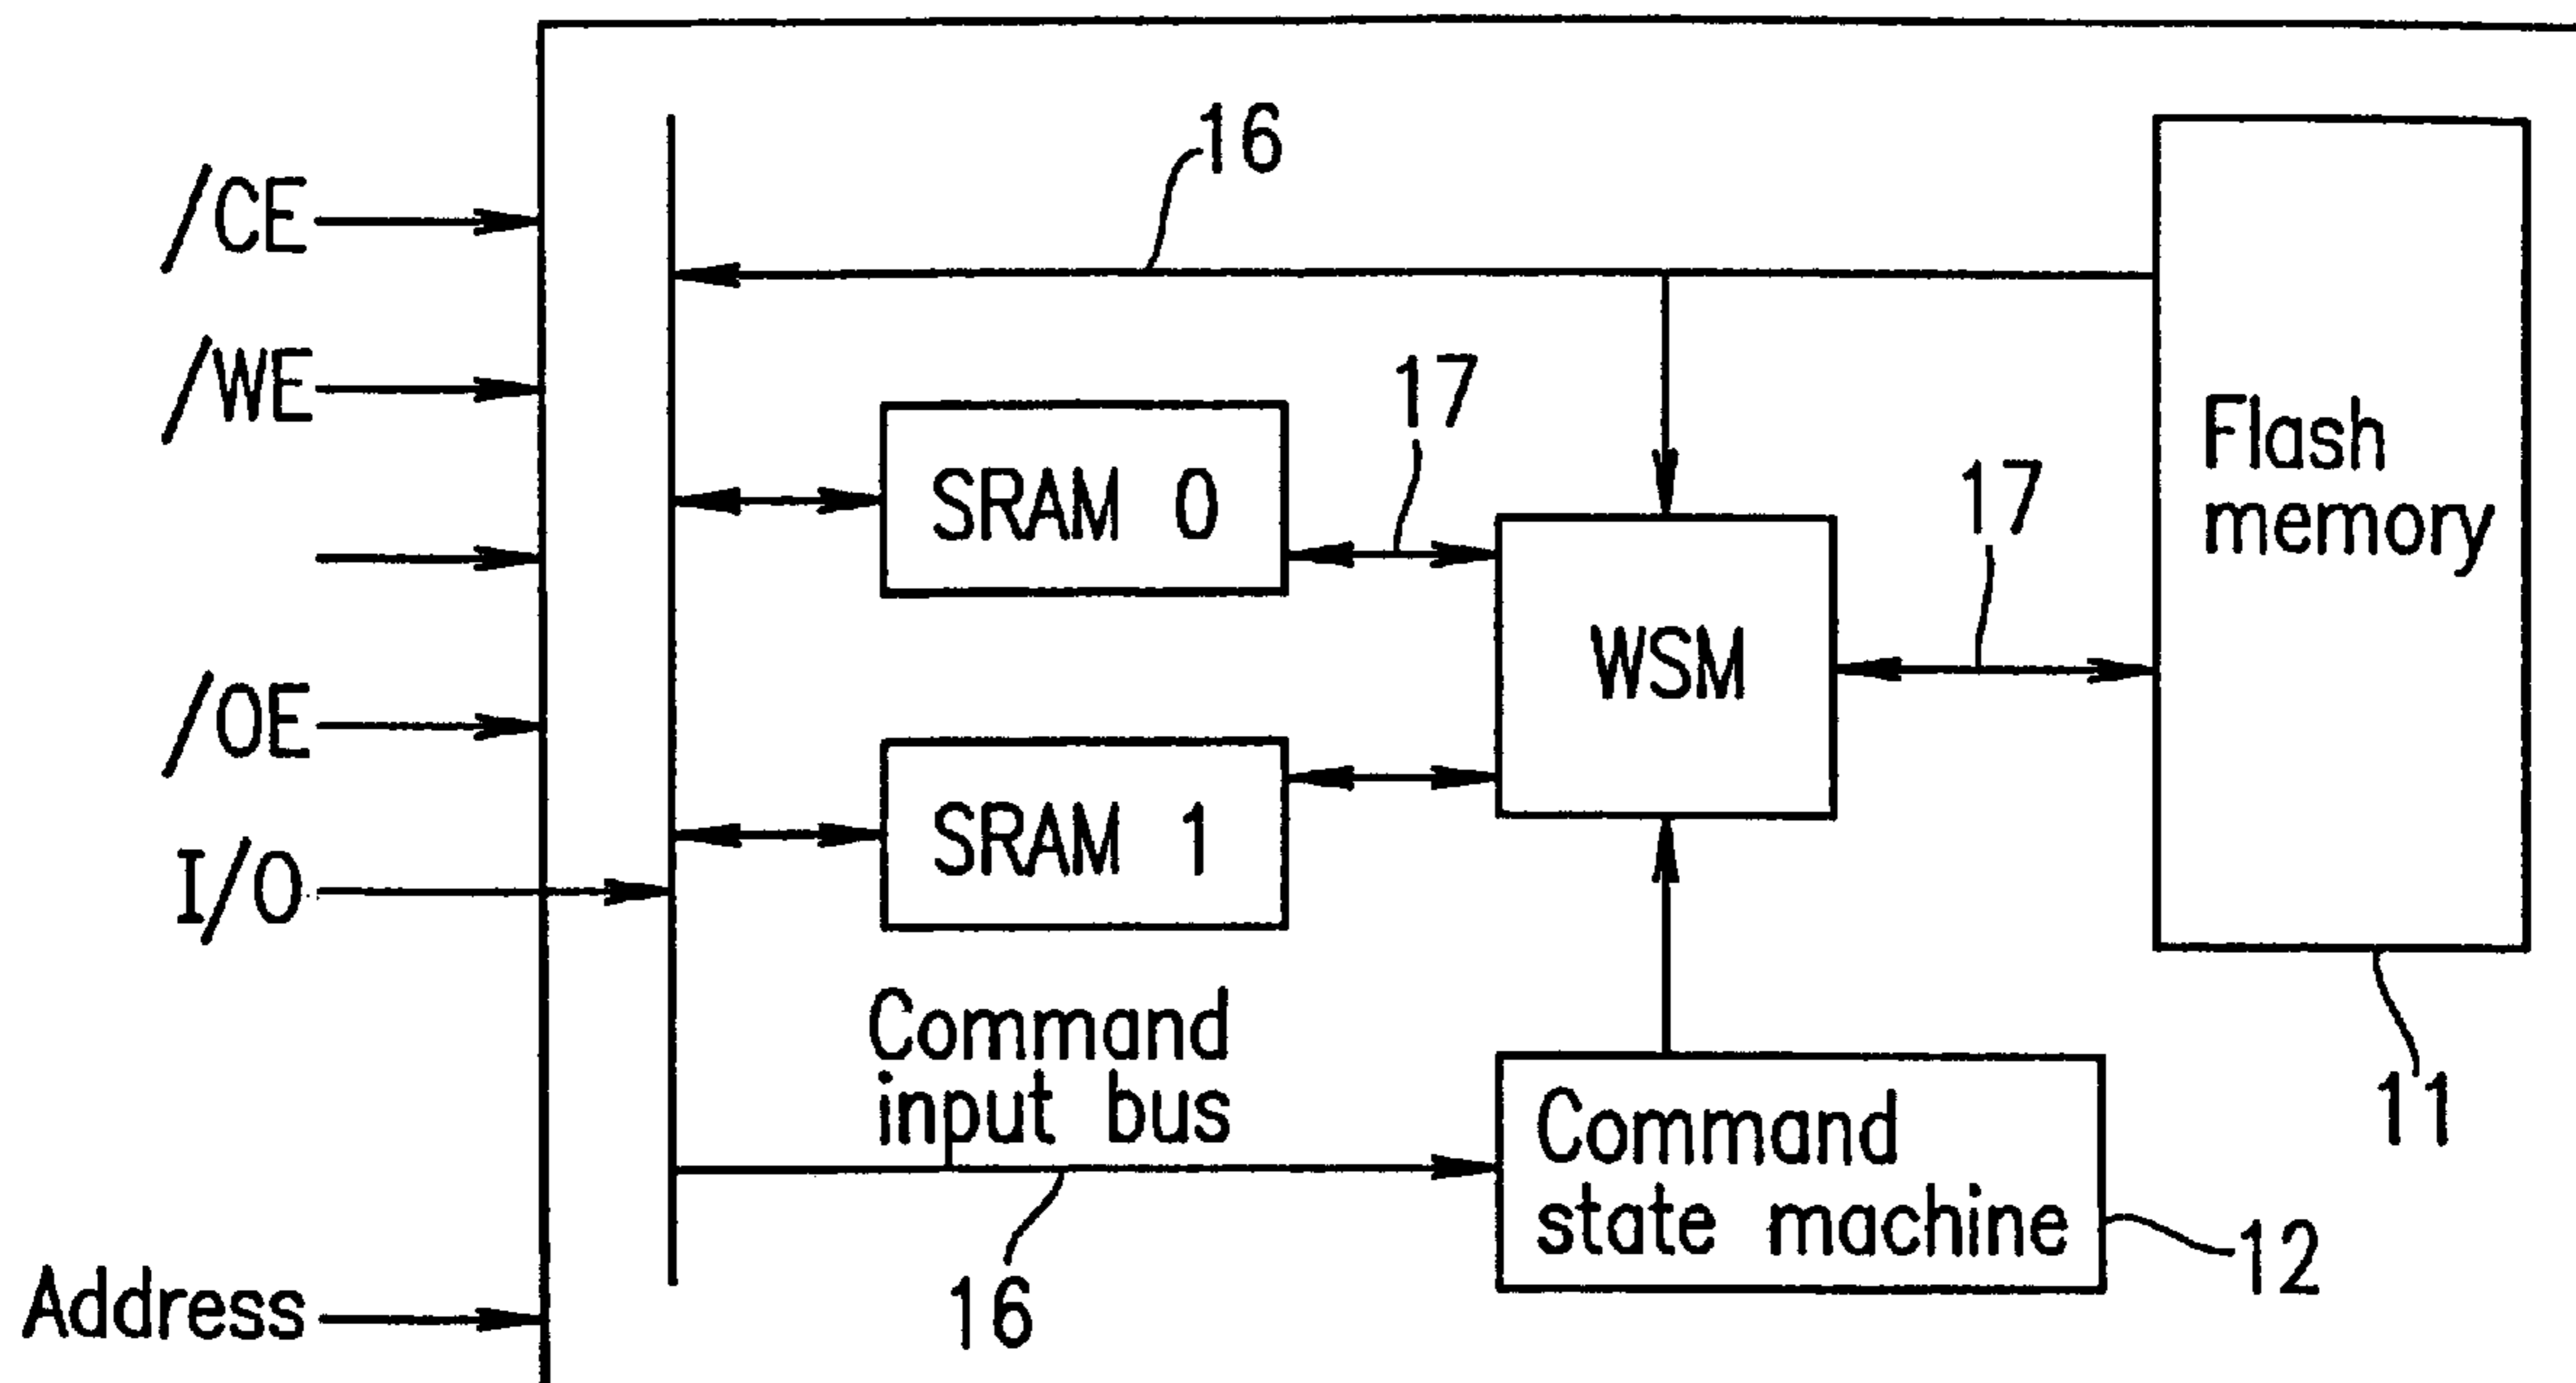 16
/CE
/WE
17
SRAM 0
Flash
memory
17
WSM
/OE
SRAM 1
I/O
Command
input bus
11
Command
state machine
12
16
Address